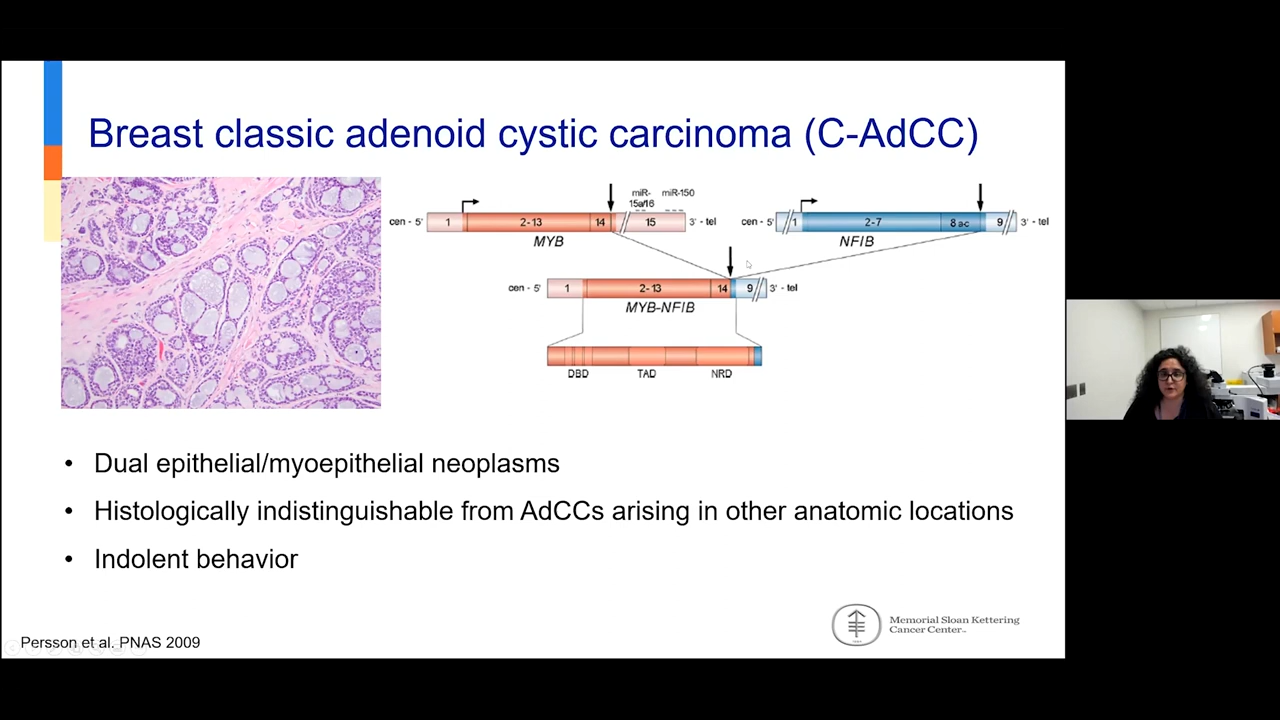 Breast classic adenoid cystic carcinoma (C-AdCC)
miR-
15a/16
miR-150
cen - 5'
1
2-13
14
15
3' - tel
MYB
cen - 5'
1
2-7
8 a-c
9
3' - tel
NFIB
cen - 5'
1
2-13
14
9
3' - tel
MYB-NFIB
DBD
TAD
NRD
• Dual epithelial/myoepithelial neoplasms
• Histologically indistinguishable from AdCCs arising in other anatomic locations
• Indolent behavior
Memorial Sloan Kettering
Cancer Center
Persson et al. PNAS 2009